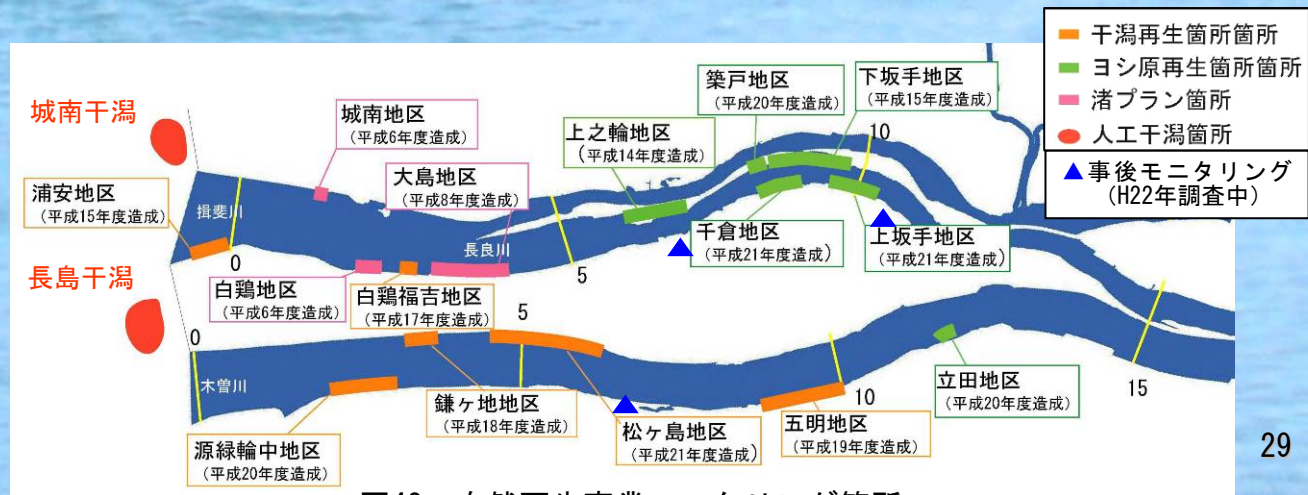 干潟再生箇所箇所
ヨシ原再生箇所箇所
渚プラン箇所
人工干潟箇所
▲事後モニタリング
(H22年調査中)
城南干潟
城南地区
(平成6年度造成)
築戸地区
(平成20年度造成)
下坂手地区
(平成15年度造成)
上之輪地区
(平成14年度造成)
10
大島地区
(平成8年度造成)
浦安地区
(平成15年度造成)
揖斐川
長良川
0
5
千倉地区
(平成21年度造成)
上坂手地区
(平成21年度造成)
長島干潟
白鶏地区
(平成6年度造成)
白鶏福吉地区
(平成17年度造成)
0
5
木曽川
10
15
鎌ヶ地地区
(平成18年度造成)
松ヶ島地区
(平成21年度造成)
五明地区
(平成19年度造成)
立田地区
(平成20年度造成)
源緑輪中地区
(平成20年度造成)
29